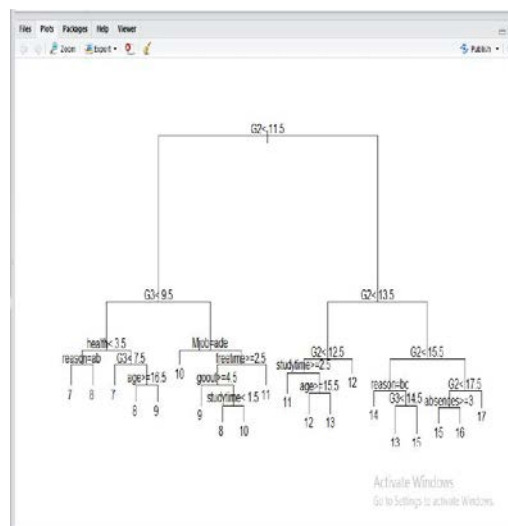 Files Plots Packages Help Viewer
Zoom Export Publish
G2< 11.5
G3< 9.5 G2< 13.5
health< 3.5 Mjob=ade G2< 12.5 G2< 15.5
reason=ab G3< 7.5 10 freetime>=2.5 studytime>=2.5 12 reason=bc G2< 17.5
7 8 7 age>=16.5 goout>=4.5 11 11 age>=15.5 14 G3< 14.5 absences>=3 17
8 9 9 studytime< 1.5 12 13 13 15 15 16
8 10
Activate Windows
Go to Settings to activate Windows.